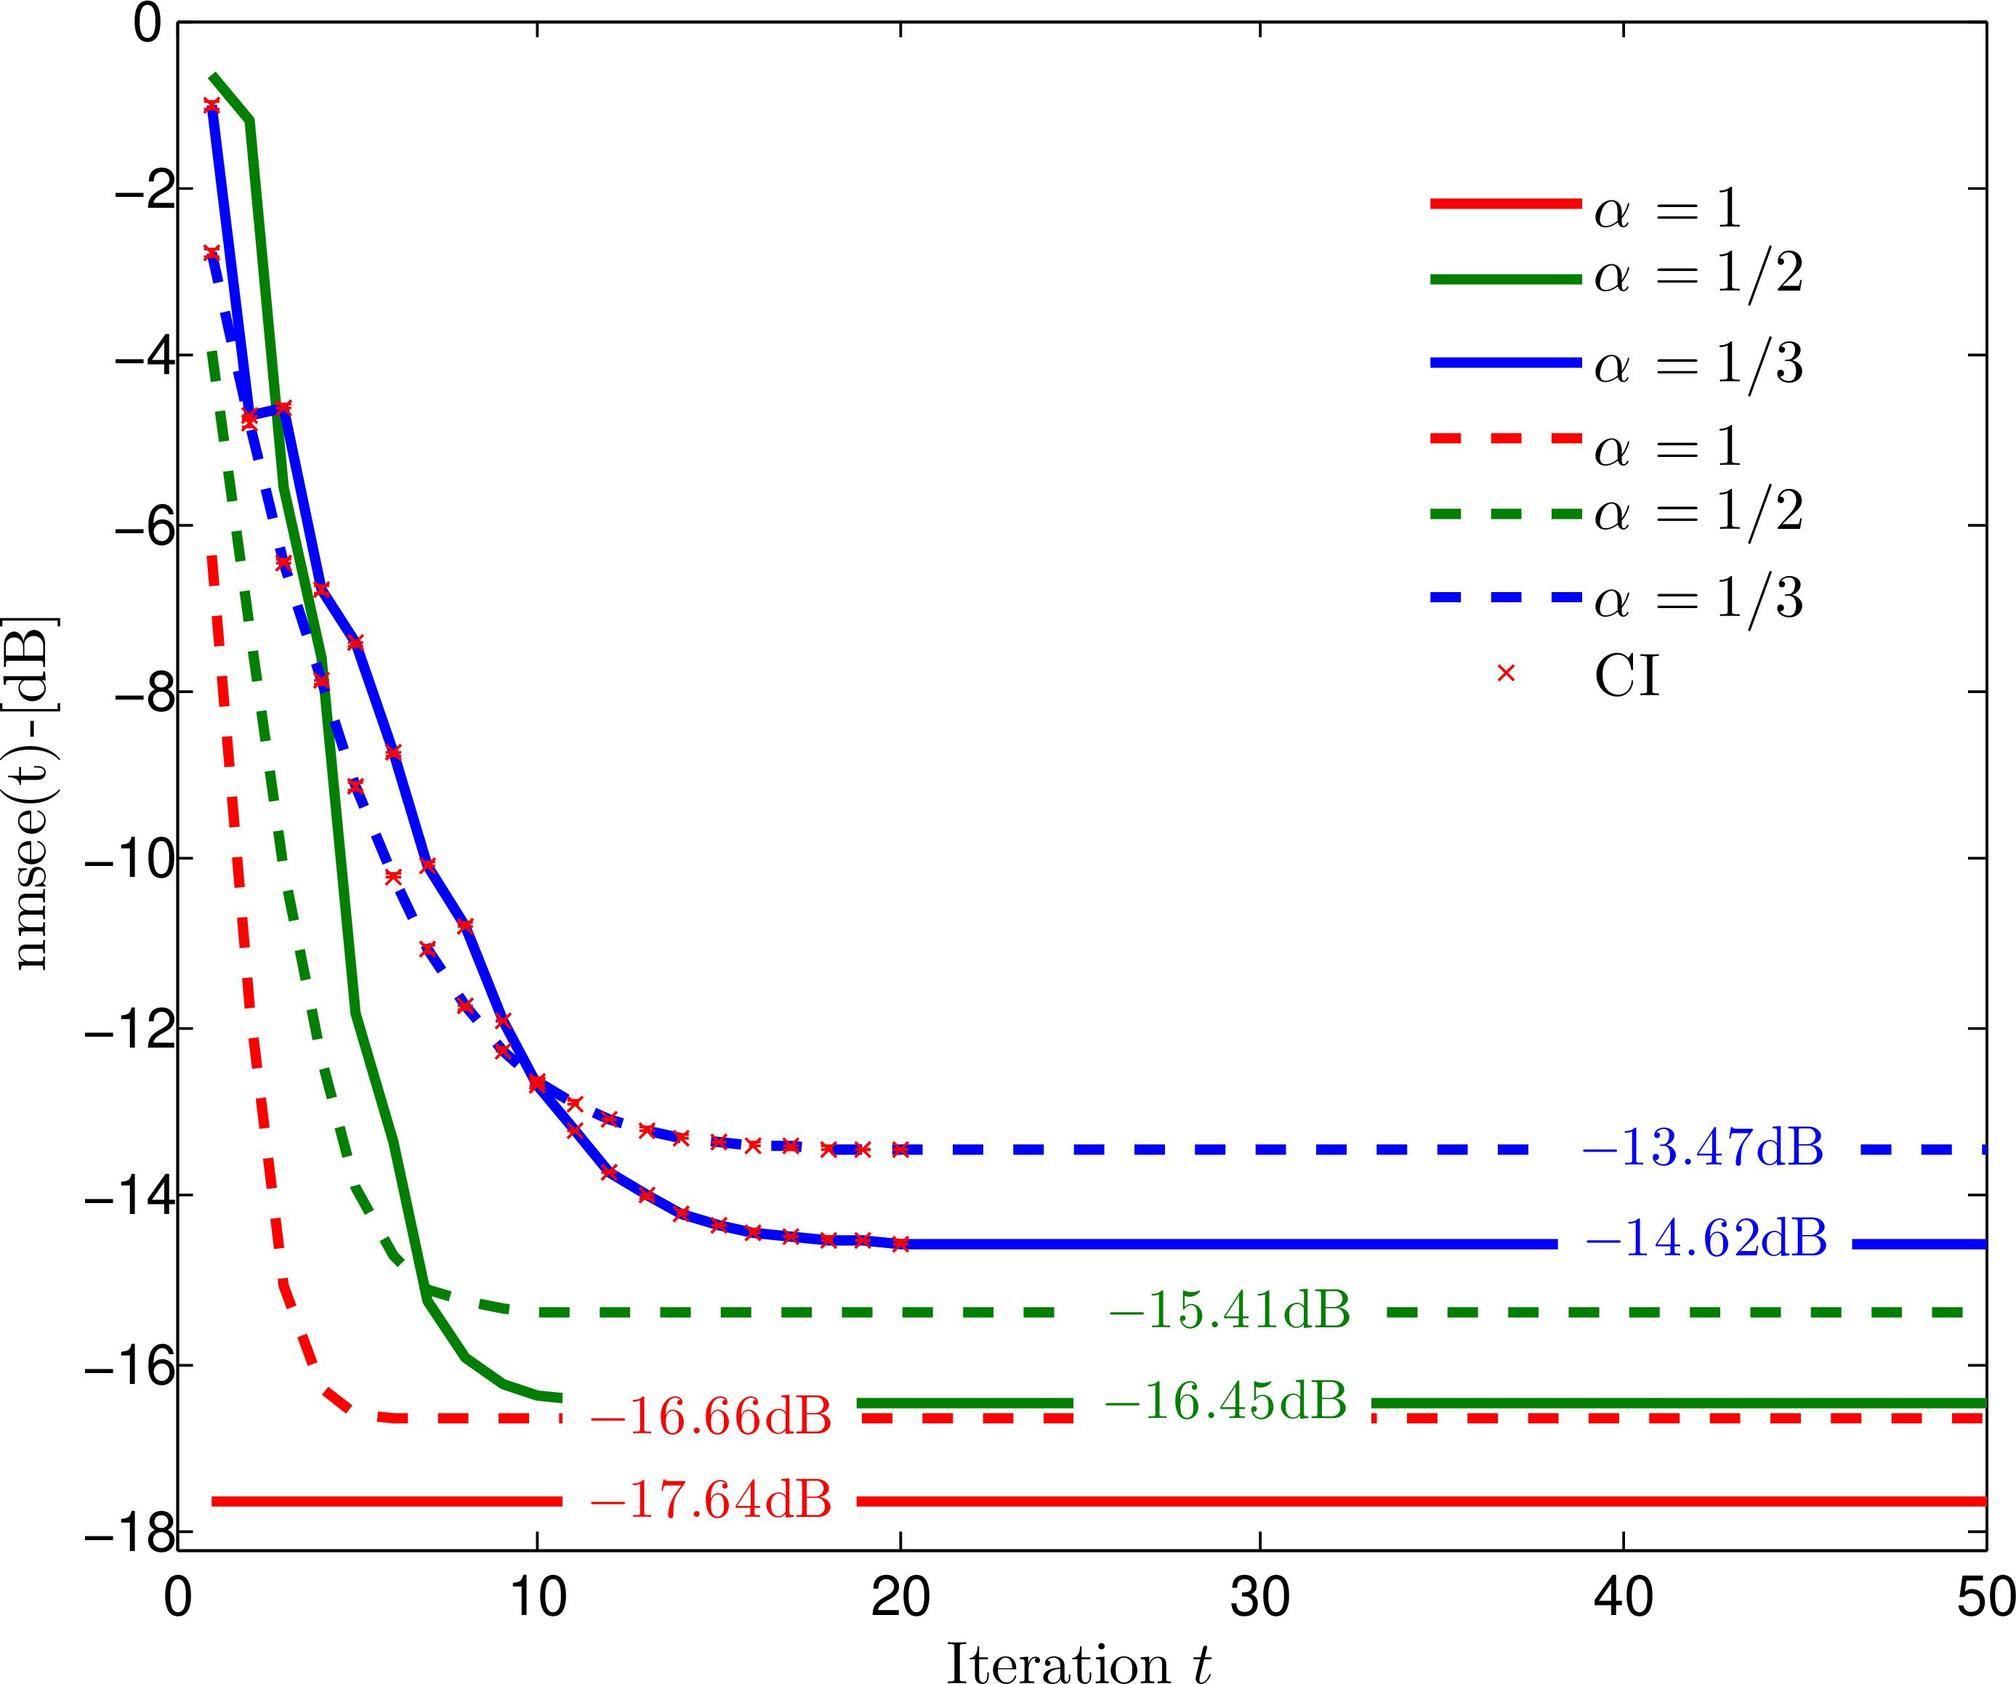 0
−2
−4
−6
−8
−10
−12
−14
−16
−18
nmsee(t)-[dB]
α = 1
α = 1/2
α = 1/3
α = 1
α = 1/2
α = 1/3
CI
−13.47dB
−14.62dB
−15.41dB
−16.45dB
−16.66dB
−17.64dB
0 10 20 30 40 50
Iteration t